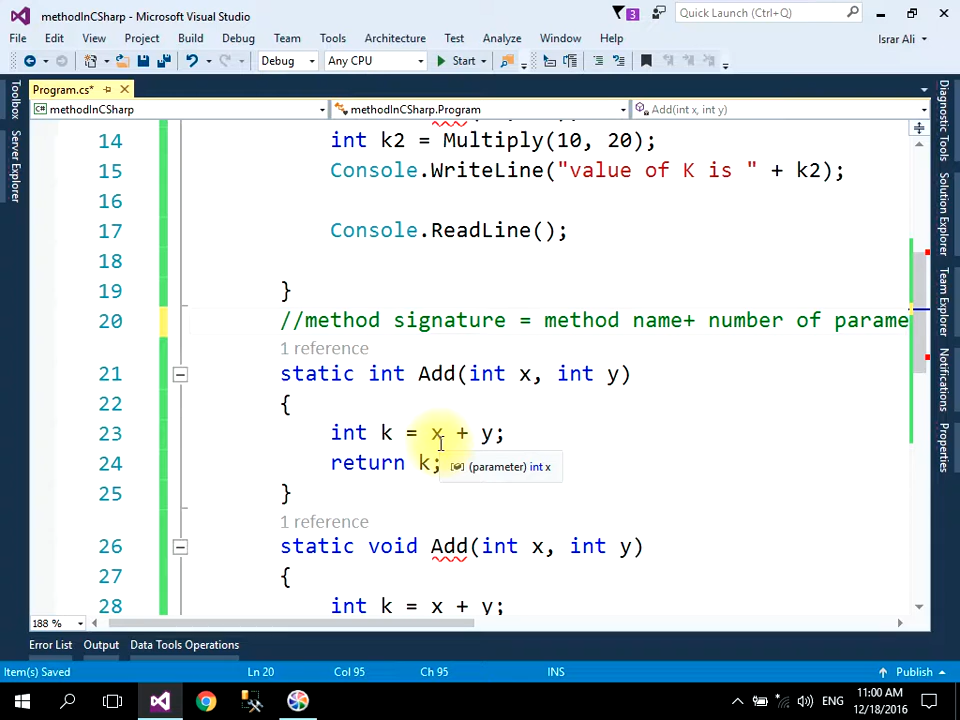 methodInCSharp - Microsoft Visual Studio
3
Quick Launch (Ctrl+Q)
File Edit View Project Build Debug Team Tools Architecture Test Analyze Window Help
Israr Ali
Debug Any CPU Start
Program.cs*
methodInCSharp methodInCSharp.Program Add(int x, int y)
Toolbox
Server Explorer
14 int k2 = Multiply(10, 20);
15 Console.WriteLine("value of K is " + k2);
16
17 Console.ReadLine();
18
19 }
20 //method signature = method name+ number of parame
1 reference
21 static int Add(int x, int y)
22 {
23 int k = x + y;
24 return k;
(parameter) int x
25 }
1 reference
26 static void Add(int x, int y)
27 {
28 int k = x + y;
Diagnostic Tools
Solution Explorer
Team Explorer
Notifications
Properties
188 %
Error List Output Data Tools Operations
Item(s) Saved Ln 20 Col 95 Ch 95 INS Publish
ENG
11:00 AM
12/18/2016